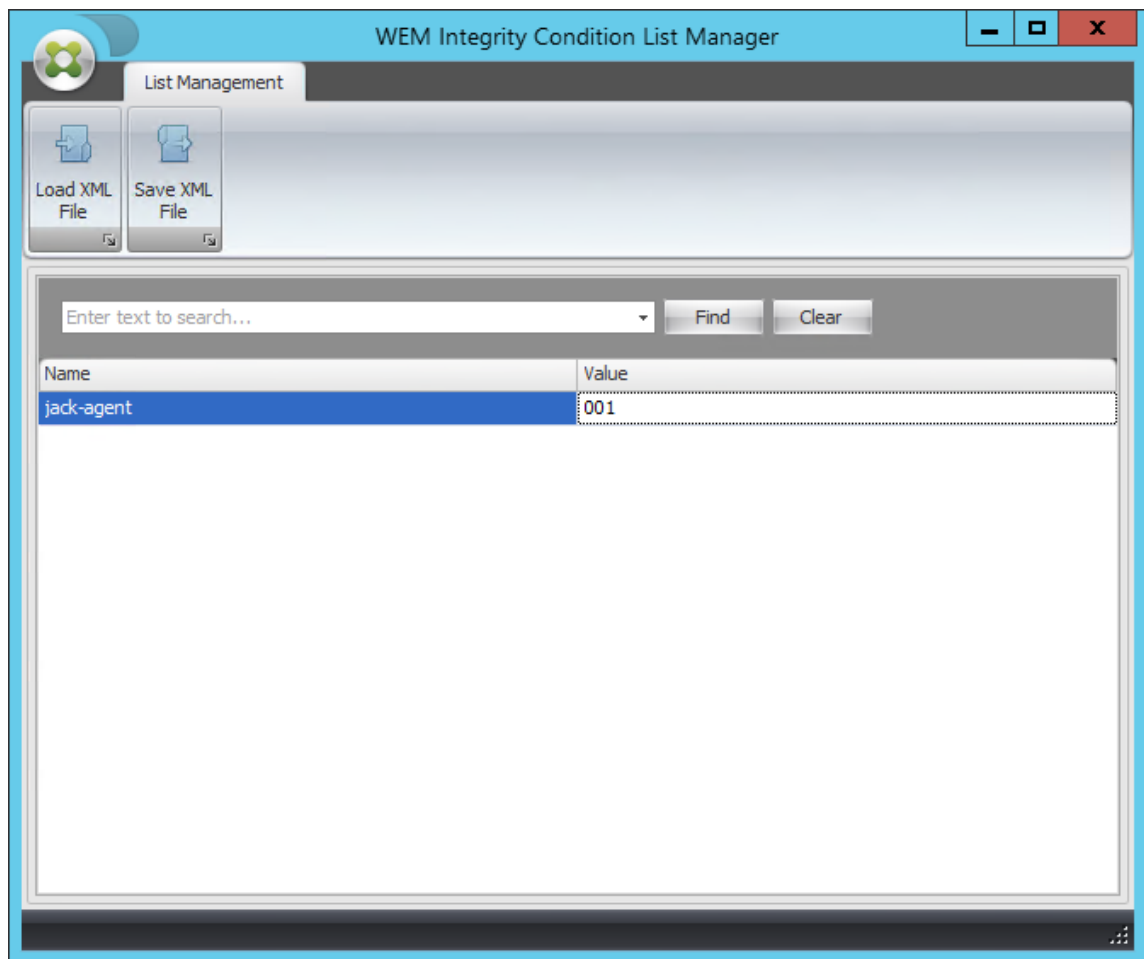 WEM Integrity Condition List Manager
List Management
Load XML
File
Save XML
File
Enter text to search...
Find
Clear
Name
Value
jack-agent
001